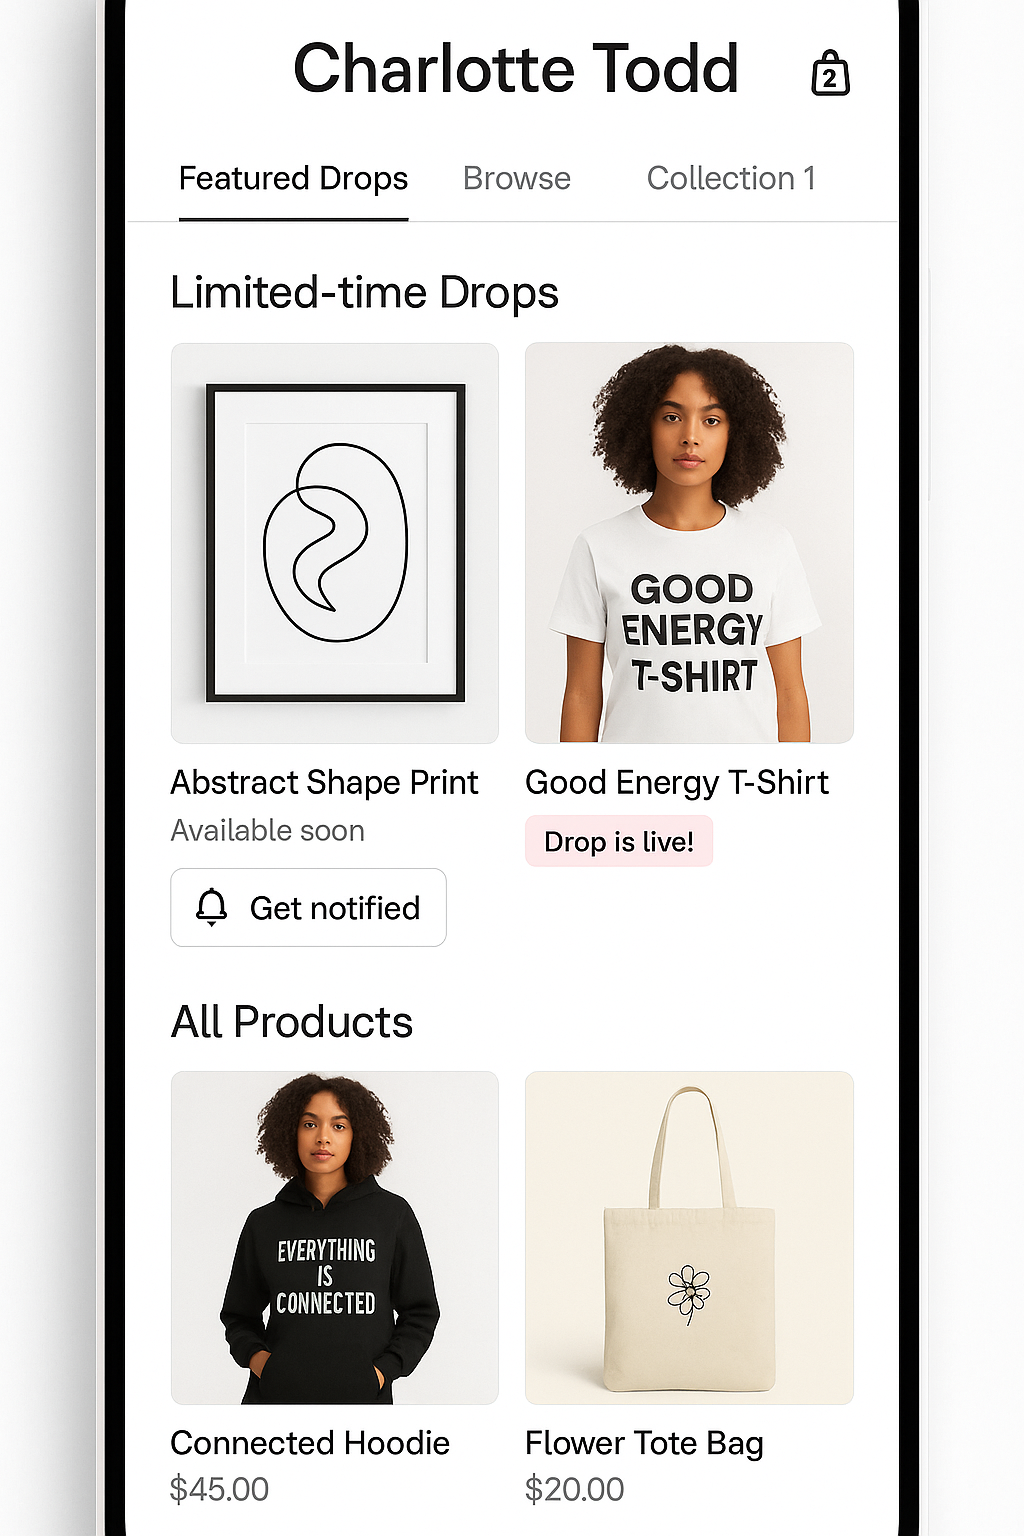 Charlotte Todd
2
Featured Drops Browse Collection 1
Limited-time Drops
GOOD
ENERGY
T-SHIRT
Abstract Shape Print
Good Energy T-Shirt
Available soon
Drop is live!
Get notified
All Products
EVERYTHING
IS
CONNECTED
Connected Hoodie
Flower Tote Bag
$45.00
$20.00